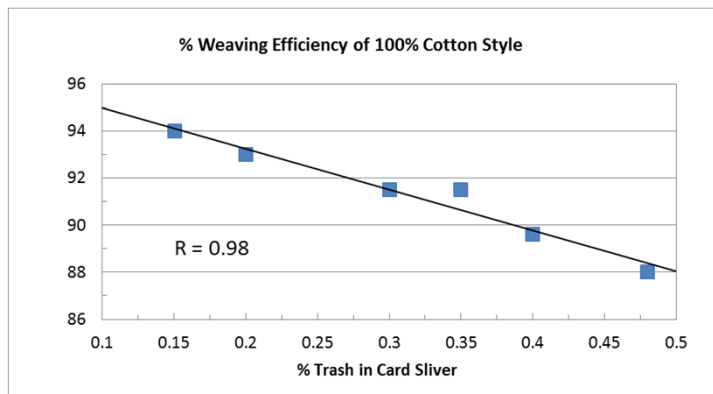 % Weaving Efficiency of 100% Cotton Style
96
94
92
90
88
86
R = 0.98
0.1 0.15 0.2 0.25 0.3 0.35 0.4 0.45 0.5
% Trash in Card Sliver